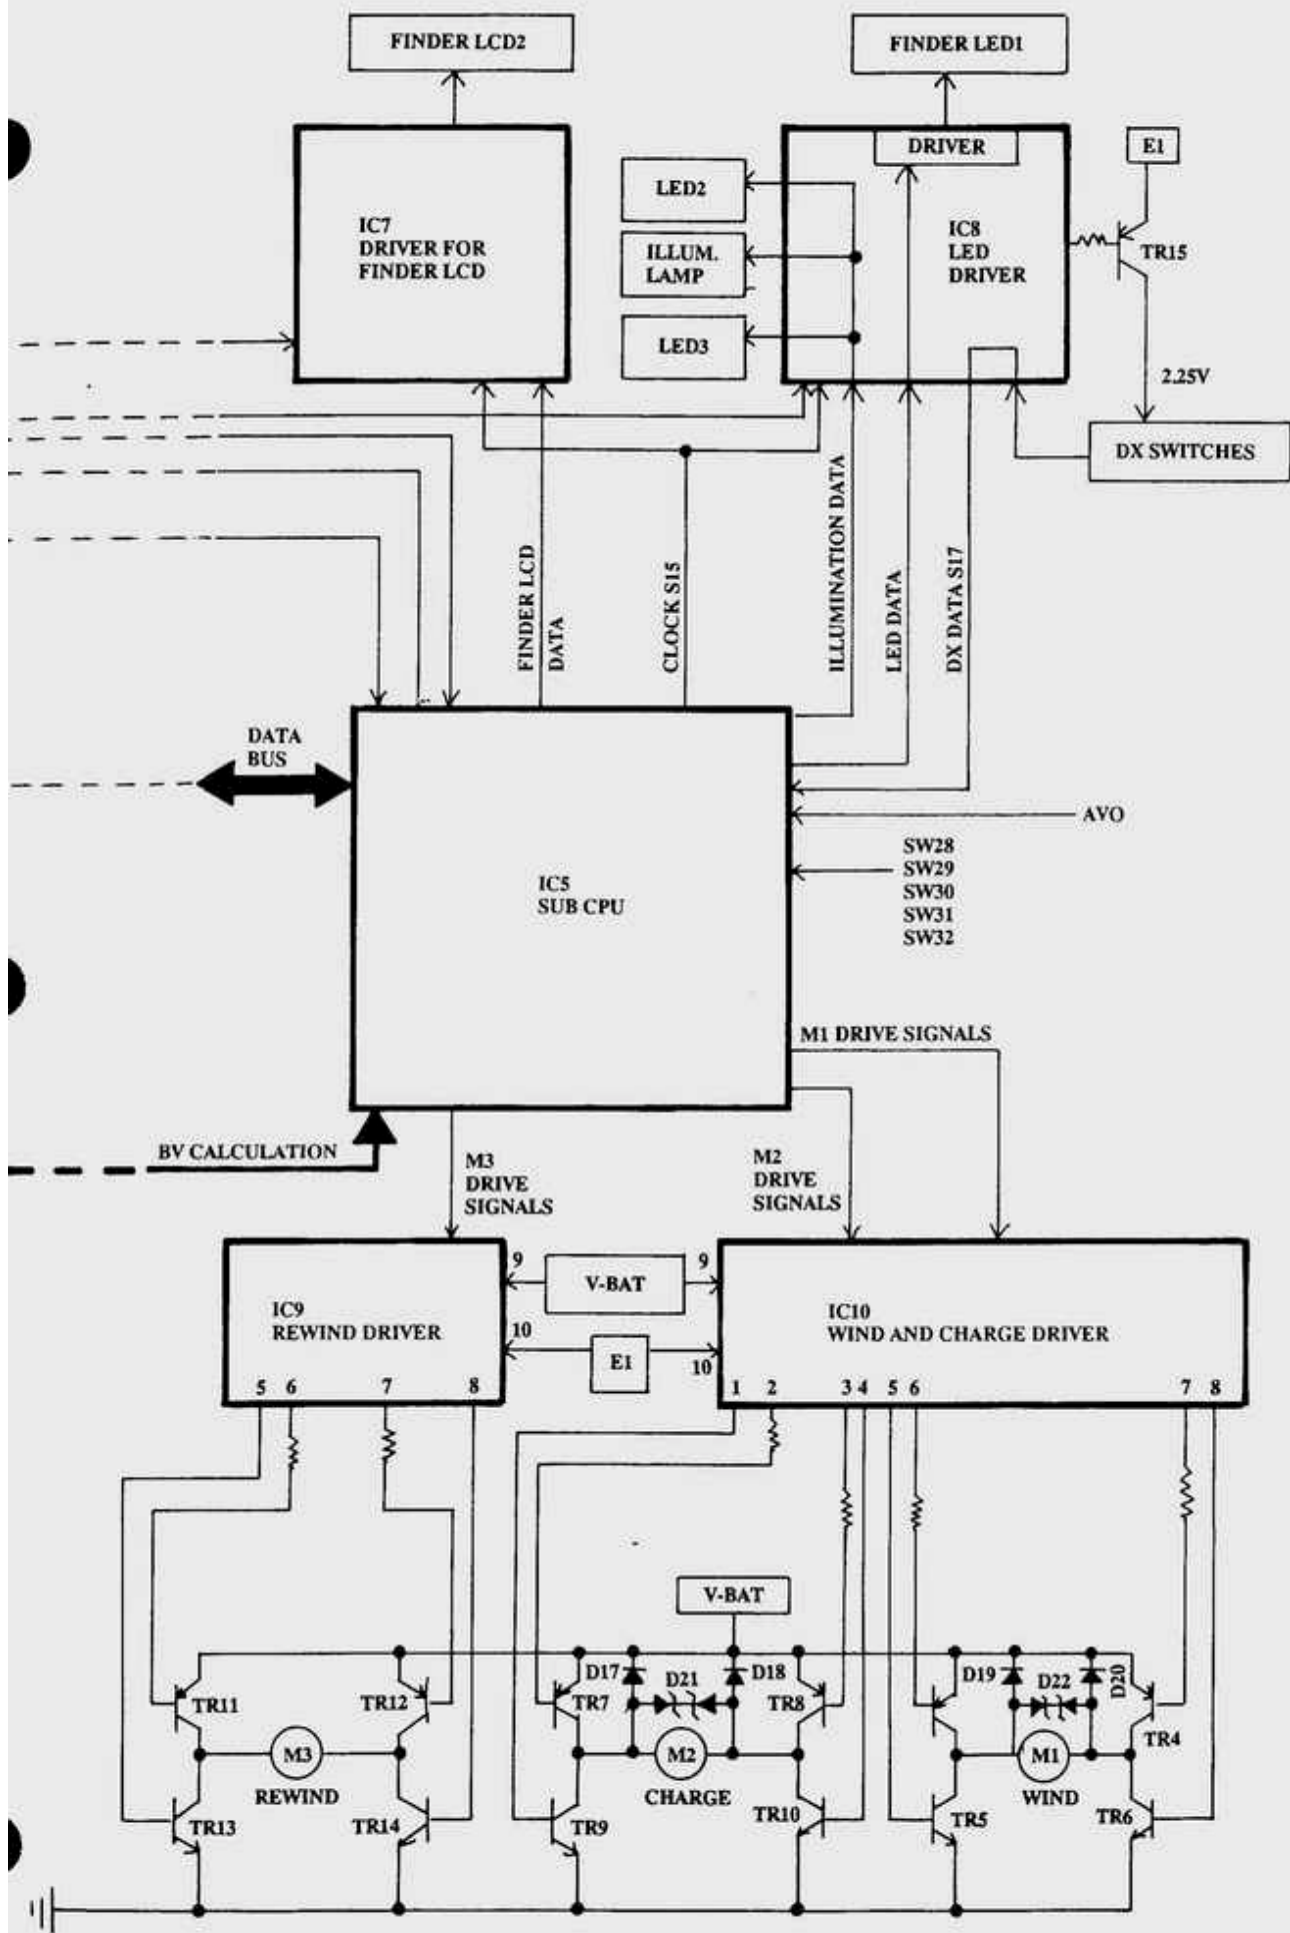 FINDER LCD2
FINDER LED1
DRIVER
E1
LED2
IC7
DRIVER FOR
FINDER LCD
IC8
LED
DRIVER
ILLUM.
LAMP
TR15
LED3
2.25V
DX SWITCHES
FINDER LCD
DATA
CLOCK S15
ILLUMINATION DATA
LED DATA
DX DATA S17
DATA
BUS
AVO
SW28
SW29
SW30
SW31
SW32
IC5
SUB CPU
M1 DRIVE SIGNALS
BV CALCULATION
M3
DRIVE
SIGNALS
M2
DRIVE
SIGNALS
9
V-BAT
9
IC9
REWIND DRIVER
IC10
WIND AND CHARGE DRIVER
10
E1
10
5 6 7 8
1 2 3 4 5 6 7 8
V-BAT
D17
D21
D18
D19
D22
D20
TR11
TR12
TR7
TR8
TR4
M3
REWIND
M2
CHARGE
M1
WIND
TR13
TR14
TR9
TR10
TR5
TR6